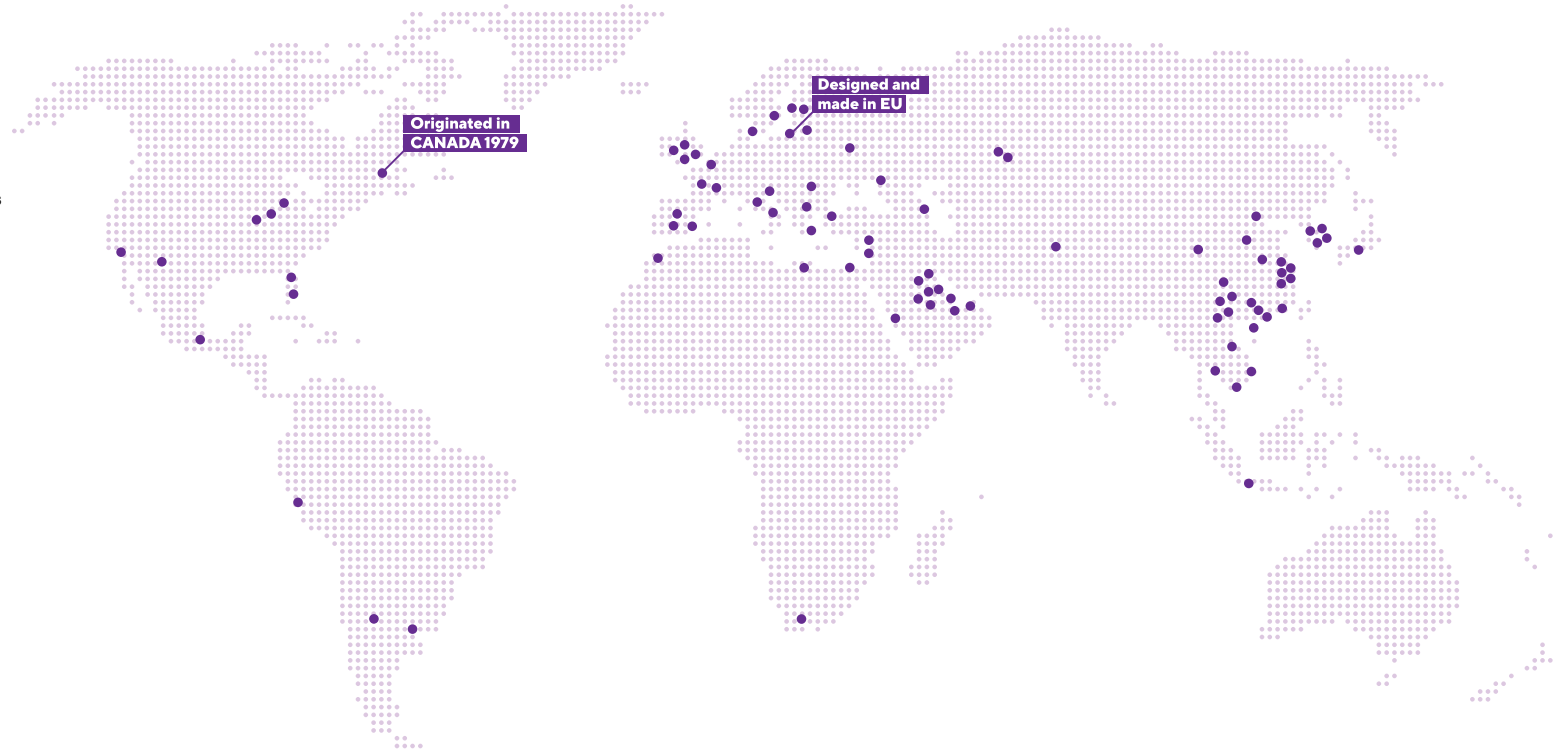 Designed and
made in EU
Originated in
CANADA 1979
s